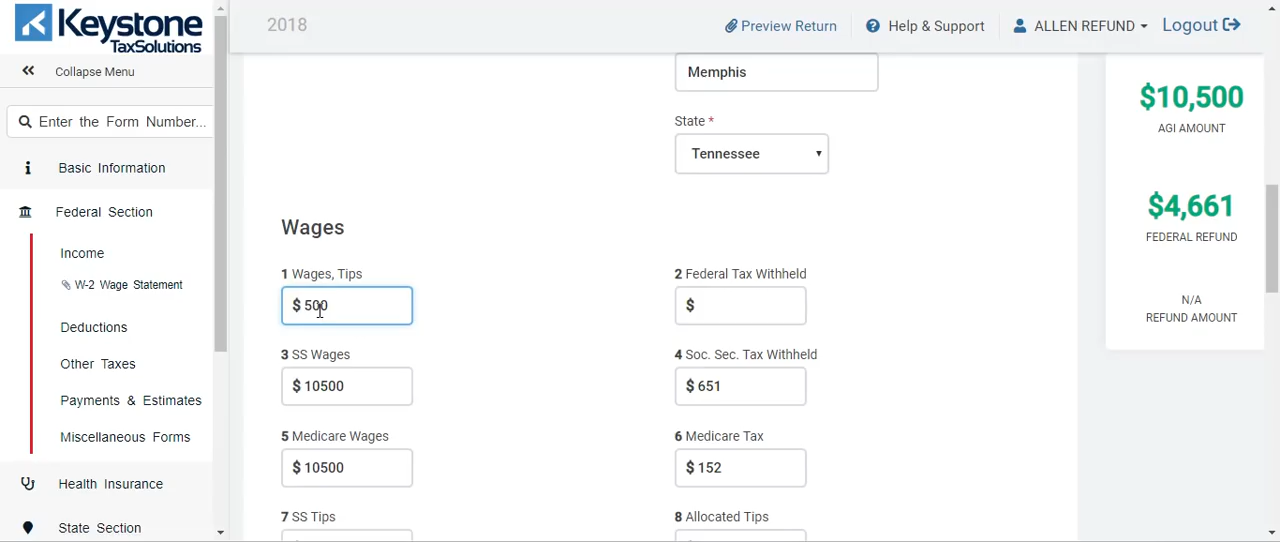 Keystone
TaxSolutions
Collapse Menu
Enter the Form Number...
Basic Information
Federal Section
Income
W-2 Wage Statement
Deductions
Other Taxes
Payments & Estimates
Miscellaneous Forms
Health Insurance
State Section
2018
Preview Return
Help & Support
ALLEN REFUND
Logout
Memphis
State *
Tennessee
Wages
1 Wages, Tips
$ 500
2 Federal Tax Withheld
$
3 SS Wages
$ 10500
4 Soc. Sec. Tax Withheld
$ 651
5 Medicare Wages
$ 10500
6 Medicare Tax
$ 152
7 SS Tips
8 Allocated Tips
$10,500
AGI AMOUNT
$4,661
FEDERAL REFUND
N/A
REFUND AMOUNT